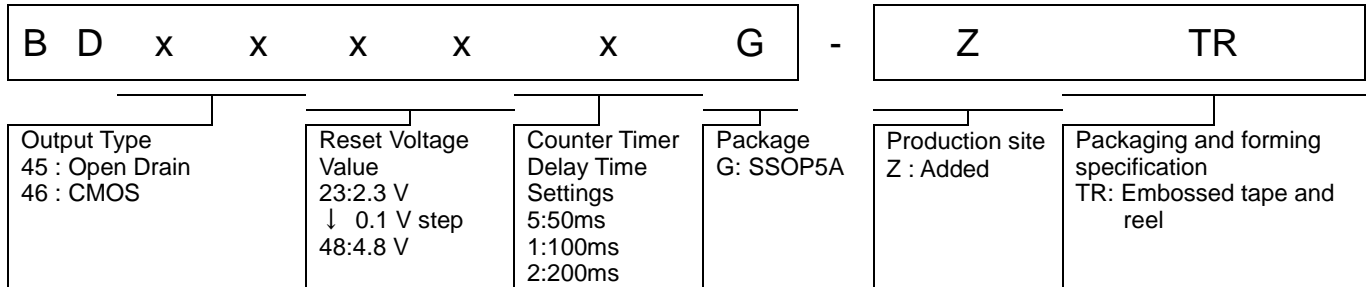 B D x x x x x G - Z TR
Output Type
45 : Open Drain
46 : CMOS
Reset Voltage
Value
23:2.3 V
↓ 0.1 V step
48:4.8 V
Counter Timer
Delay Time
Settings
5:50ms
1:100ms
2:200ms
Package
G: SSOP5A
Production site
Z : Added
Packaging and forming
specification
TR: Embossed tape and
reel